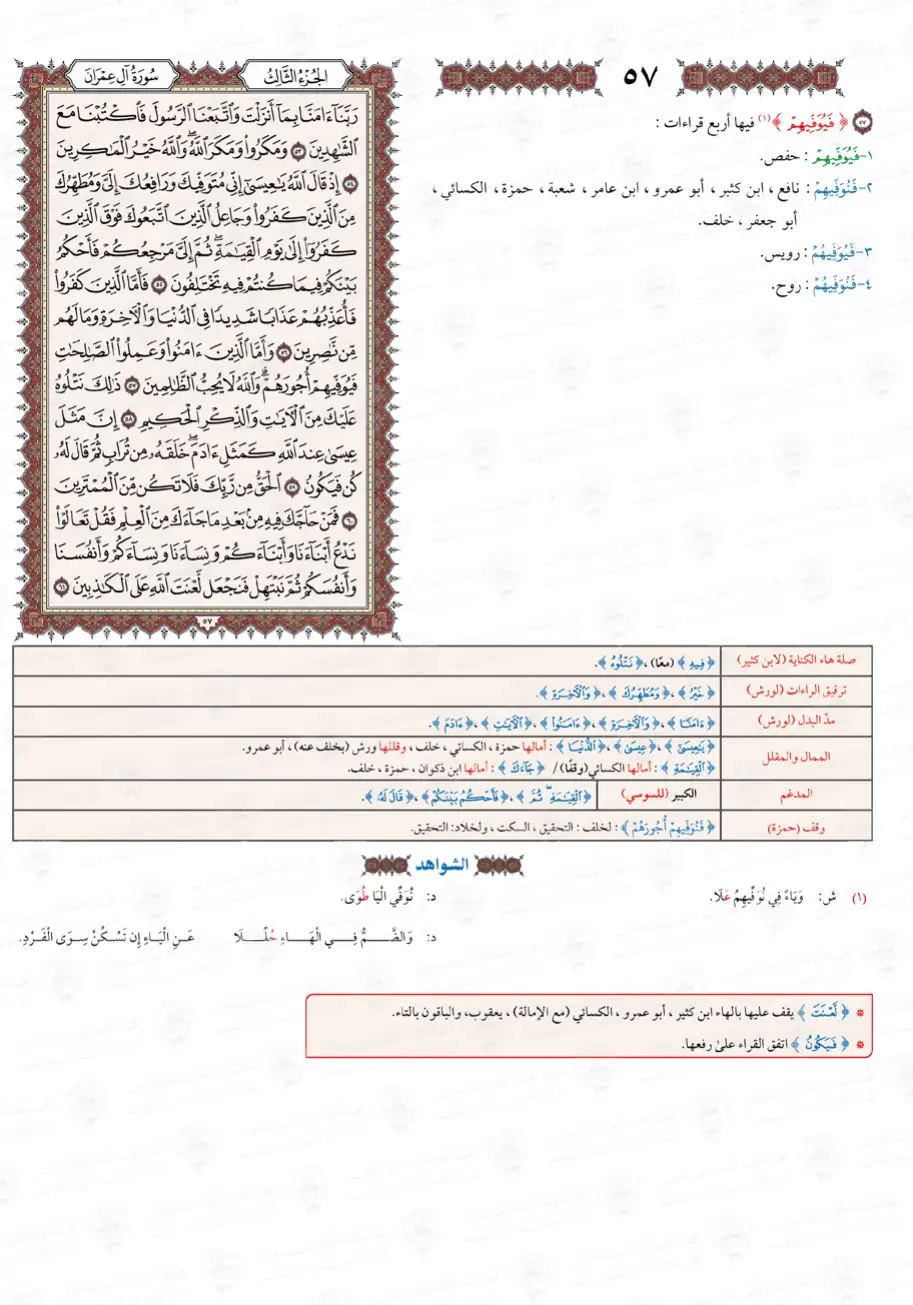 ٥٧
٥٧ ﴿ فَيُوَفِّيهِمْ ﴾(١) فيها أربع قراءات :
١-فَيُوَفِّيهِمْ : حفص.
٢-فَنُوَفِّيهِمْ : نافع ، ابن كثير ، أبو عمرو ، ابن عامر ، شعبة ، حمزة ، الكسائي ،
أبو جعفر ، خلف.
٣-فَيُوَفِّيهُمْ : رويس.
٤-فَنُوَفِّيهُمْ : روح.
الجُزْءُ الثَّالِثُ
سُورَةُ آلِ عِمْرَانَ
رَبَّنَآ ءَامَنَّا بِمَآ أَنزَلْتَ وَٱتَّبَعْنَا ٱلرَّسُولَ فَٱكْتُبْنَا مَعَ
ٱلشَّٰهِدِينَ ٥٣ وَمَكَرُوا۟ وَمَكَرَ ٱللَّهُ ۖ وَٱللَّهُ خَيْرُ ٱلْمَٰكِرِينَ
٥٤ إِذْ قَالَ ٱللَّهُ يَٰعِيسَىٰٓ إِنِّى مُتَوَفِّيكَ وَرَافِعُكَ إِلَىَّ وَمُطَهِّرُكَ
مِنَ ٱلَّذِينَ كَفَرُوا۟ وَجَاعِلُ ٱلَّذِينَ ٱتَّبَعُوكَ فَوْقَ ٱلَّذِينَ
كَفَرُوٓا۟ إِلَىٰ يَوْمِ ٱلْقِيَٰمَةِ ۖ ثُمَّ إِلَىَّ مَرْجِعُكُمْ فَأَحْكُمُ
بَيْنَكُمْ فِيمَا كُنتُمْ فِيهِ تَخْتَلِفُونَ ٥٥ فَأَمَّا ٱلَّذِينَ كَفَرُوا۟
فَأُعَذِّبُهُمْ عَذَابًا شَدِيدًا فِى ٱلدُّنْيَا وَٱلْءَاخِرَةِ وَمَا لَهُم
مِّن نَّٰصِرِينَ ٥٦ وَأَمَّا ٱلَّذِينَ ءَامَنُوا۟ وَعَمِلُوا۟ ٱلصَّٰلِحَٰتِ
فَيُوَفِّيهِمْ أُجُورَهُمْ ۗ وَٱللَّهُ لَا يُحِبُّ ٱلظَّٰلِمِينَ ٥٧ ذَٰلِكَ نَتْلُوهُ
عَلَيْكَ مِنَ ٱلْءَايَٰتِ وَٱلذِّكْرِ ٱلْحَكِيمِ ٥٨ إِنَّ مَثَلَ
عِيسَىٰ عِندَ ٱللَّهِ كَمَثَلِ ءَادَمَ ۖ خَلَقَهُۥ مِن تُرَابٍ ثُمَّ قَالَ لَهُۥ
كُن فَيَكُونُ ٥٩ ٱلْحَقُّ مِن رَّبِّكَ فَلَا تَكُن مِّنَ ٱلْمُمْتَرِينَ
٦٠ فَمَنْ حَآجَّكَ فِيهِ مِنۢ بَعْدِ مَا جَآءَكَ مِنَ ٱلْعِلْمِ فَقُلْ تَعَالَوْا۟
نَدْعُ أَبْنَآءَنَا وَأَبْنَآءَكُمْ وَنِسَآءَنَا وَنِسَآءَكُمْ وَأَنفُسَنَا
وَأَنفُسَكُمْ ثُمَّ نَبْتَهِلْ فَنَجْعَل لَّعْنَتَ ٱللَّهِ عَلَى ٱلْكَٰذِبِينَ ٦١
٥٧
صلة هاء الكناية (لابن كثير) ﴿ فِيهِ ﴾ (معًا) ، ﴿ نَتْلُوهُ ﴾.
ترقيق الراءات (لورش) ﴿ خَيْرُ ﴾ ، ﴿ وَمُطَهِّرُكَ ﴾ ، ﴿ وَٱلْأَخِرَةِ ﴾.
مدّ البدل (لورش) ﴿ ءَامَنَّا ﴾ ، ﴿ وَٱلْأَخِرَةِ ﴾ ، ﴿ ءَامَنُوا۟ ﴾ ، ﴿ ٱلْأَيَٰتِ ﴾ ، ﴿ ءَادَمَ ﴾.
الممال والمقلل ﴿ يَٰعِيسَىٰٓ ﴾ ، ﴿ عِيسَىٰ ﴾ ، ﴿ ٱلدُّنْيَا ﴾ : أمالها حمزة ، الكسائي ، خلف ، وقللها ورش (بخلف عنه) ، أبو عمرو.
﴿ ٱلْقِيَٰمَةِ ﴾ : أمالها الكسائي (وقفًا) / ﴿ جَآءَكَ ﴾ : أمالها ابن ذكوان ، حمزة ، خلف.
المدغم الكبير (للسوسي) ﴿ ٱلْقِيَٰمَةِ ۖ ثُمَّ ﴾ ، ﴿ فَأَحْكُمُ بَيْنَكُمْ ﴾ ، ﴿ قَالَ لَهُۥ ﴾.
وقف (حمزة) ﴿ فَنُوَفِّيهِمْ أُجُورَهُمْ ﴾ : لخلف : التحقيق ، السكت ، ولخلاد: التحقيق.
الشواهد
(١) ش: وَيَاءٌ فِي نُوَفِّيهِمُ عَلَا. د: نُوَفِّي الْيَا طُوَى.
د: وَالضَّمُّ فِي الْهَاءِ حُلِّلَا عَنِ الْيَاءِ إِن تَسْكُنْ سِوَى الْفَرْدِ.
* ﴿ لَّعْنَتَ ﴾ يقف عليها بالهاء ابن كثير ، أبو عمرو ، الكسائي (مع الإمالة) ، يعقوب، والباقون بالتاء.
* ﴿ فَيَكُونُ ﴾ اتفق القراء على رفعها.